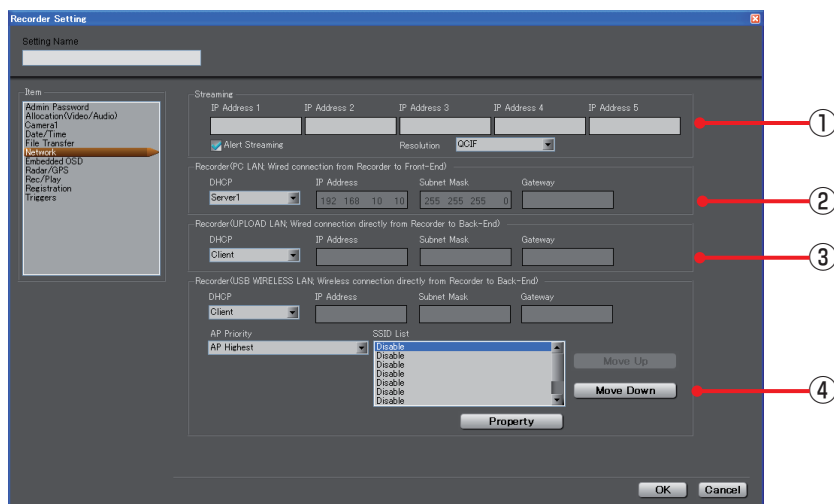 Recorder Setting
Setting Name
Item
Admin Password
Allocation(Video/Audio)
Camera1
Date/Time
File Transfer
Network
Embedded OSD
Radar/GPS
Rec/Play
Registration
Triggers
Streaming
IP Address 1 IP Address 2 IP Address 3 IP Address 4 IP Address 5
Alert Streaming Resolution QCIF
①
Recorder(PC LAN; Wired connection from Recorder to Front-End)
DHCP IP Address Subnet Mask Gateway
Server1 192 168 10 10 255 255 255 0
②
Recorder(UPLOAD LAN; Wired connection directly from Recorder to Back-End)
DHCP IP Address Subnet Mask Gateway
Client
③
Recorder(USB WIRELESS LAN; Wireless connection directly from Recorder to Back-End)
DHCP IP Address Subnet Mask Gateway
Client
AP Priority SSID List
AP Highest Disable
Disable
Disable
Disable
Disable
Disable
Disable
Move Up
Move Down
④
Property
OK Cancel